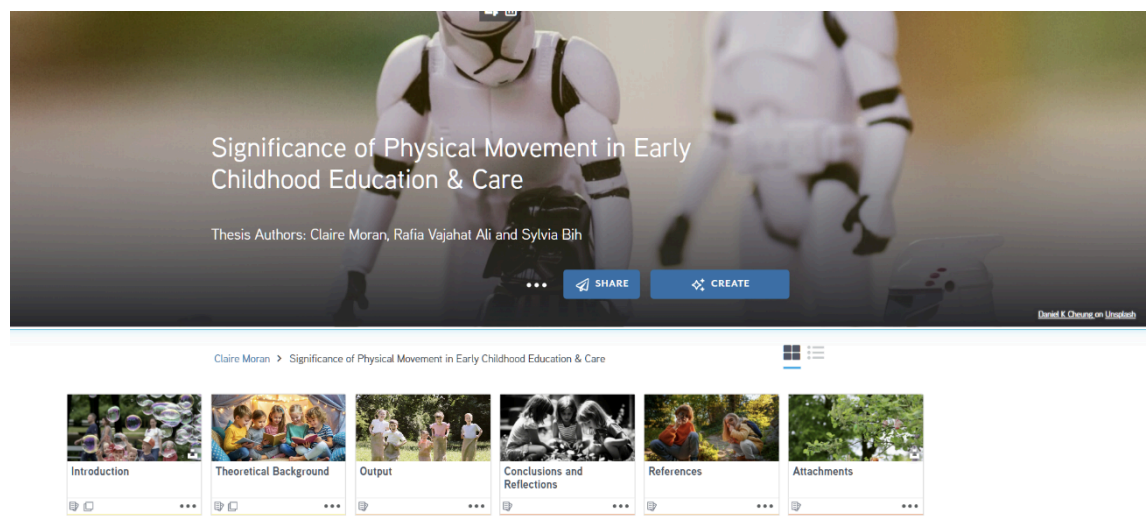 Significance of Physical Movement in Early
Childhood Education & Care
Thesis Authors: Claire Moran, Rafia Vajahat Ali and Sylvia Bih
SHARE
CREATE
Daniel K Cheung on Unsplash
Claire Moran > Significance of Physical Movement in Early Childhood Education & Care
Introduction
Theoretical Background
Output
Conclusions and
Reflections
References
Attachments